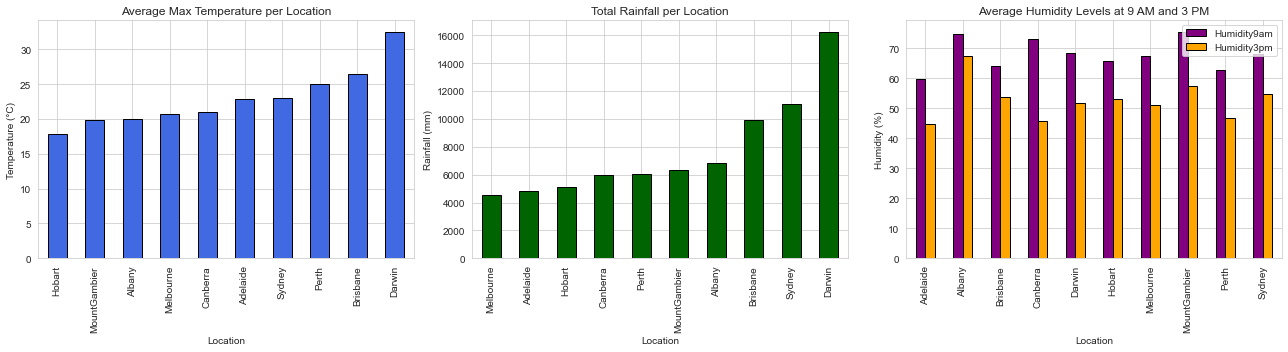 Average Max Temperature per Location
Temperature (°C)
35
30
25
20
15
10
5
0
Hobart
MountGambier
Albany
Melbourne
Canberra
Adelaide
Sydney
Perth
Brisbane
Darwin
Location
Total Rainfall per Location
Rainfall (mm)
16000
14000
12000
10000
8000
6000
4000
2000
0
Melbourne
Adelaide
Hobart
Canberra
Perth
MountGambier
Albany
Brisbane
Sydney
Darwin
Location
Average Humidity Levels at 9 AM and 3 PM
Humidity9am
Humidity3pm
Humidity (%)
70
60
50
40
30
20
10
0
Adelaide
Albany
Brisbane
Canberra
Darwin
Hobart
Melbourne
MountGambier
Perth
Sydney
Location